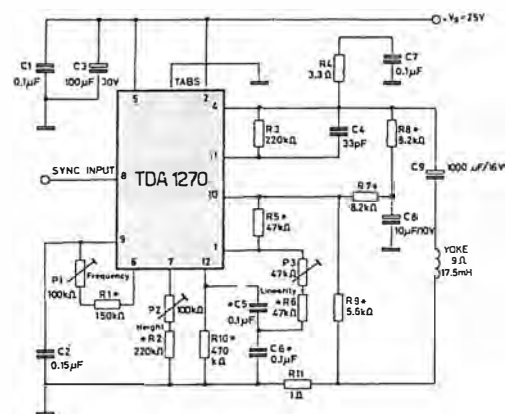 - Vs = 25V
C1
0,1µF
C3
100µF
30V
TABS
R4
3.3Ω
C7
0,1µF
5
2
4
R3
220kΩ
C4
33pF
R8*
8.2kΩ
C9
1000 µF/16V
11
SYNC INPUT
8
TDA 1270
10
R7*
8.2kΩ
R5*
47kΩ
C8
10µF/10V
9
1
YOKE
9Ω
17.5mH
P1
Frequency
100kΩ
6
7
12
P3
47kΩ
Linearity
R1*
150kΩ
P2
100kΩ
Height
*C5
0.1µF
*R6
47kΩ
R9*
5.6kΩ
*R2
220kΩ
R10*
470
kΩ
C2
0.15µF
C6*
0.1µF
R11
1Ω